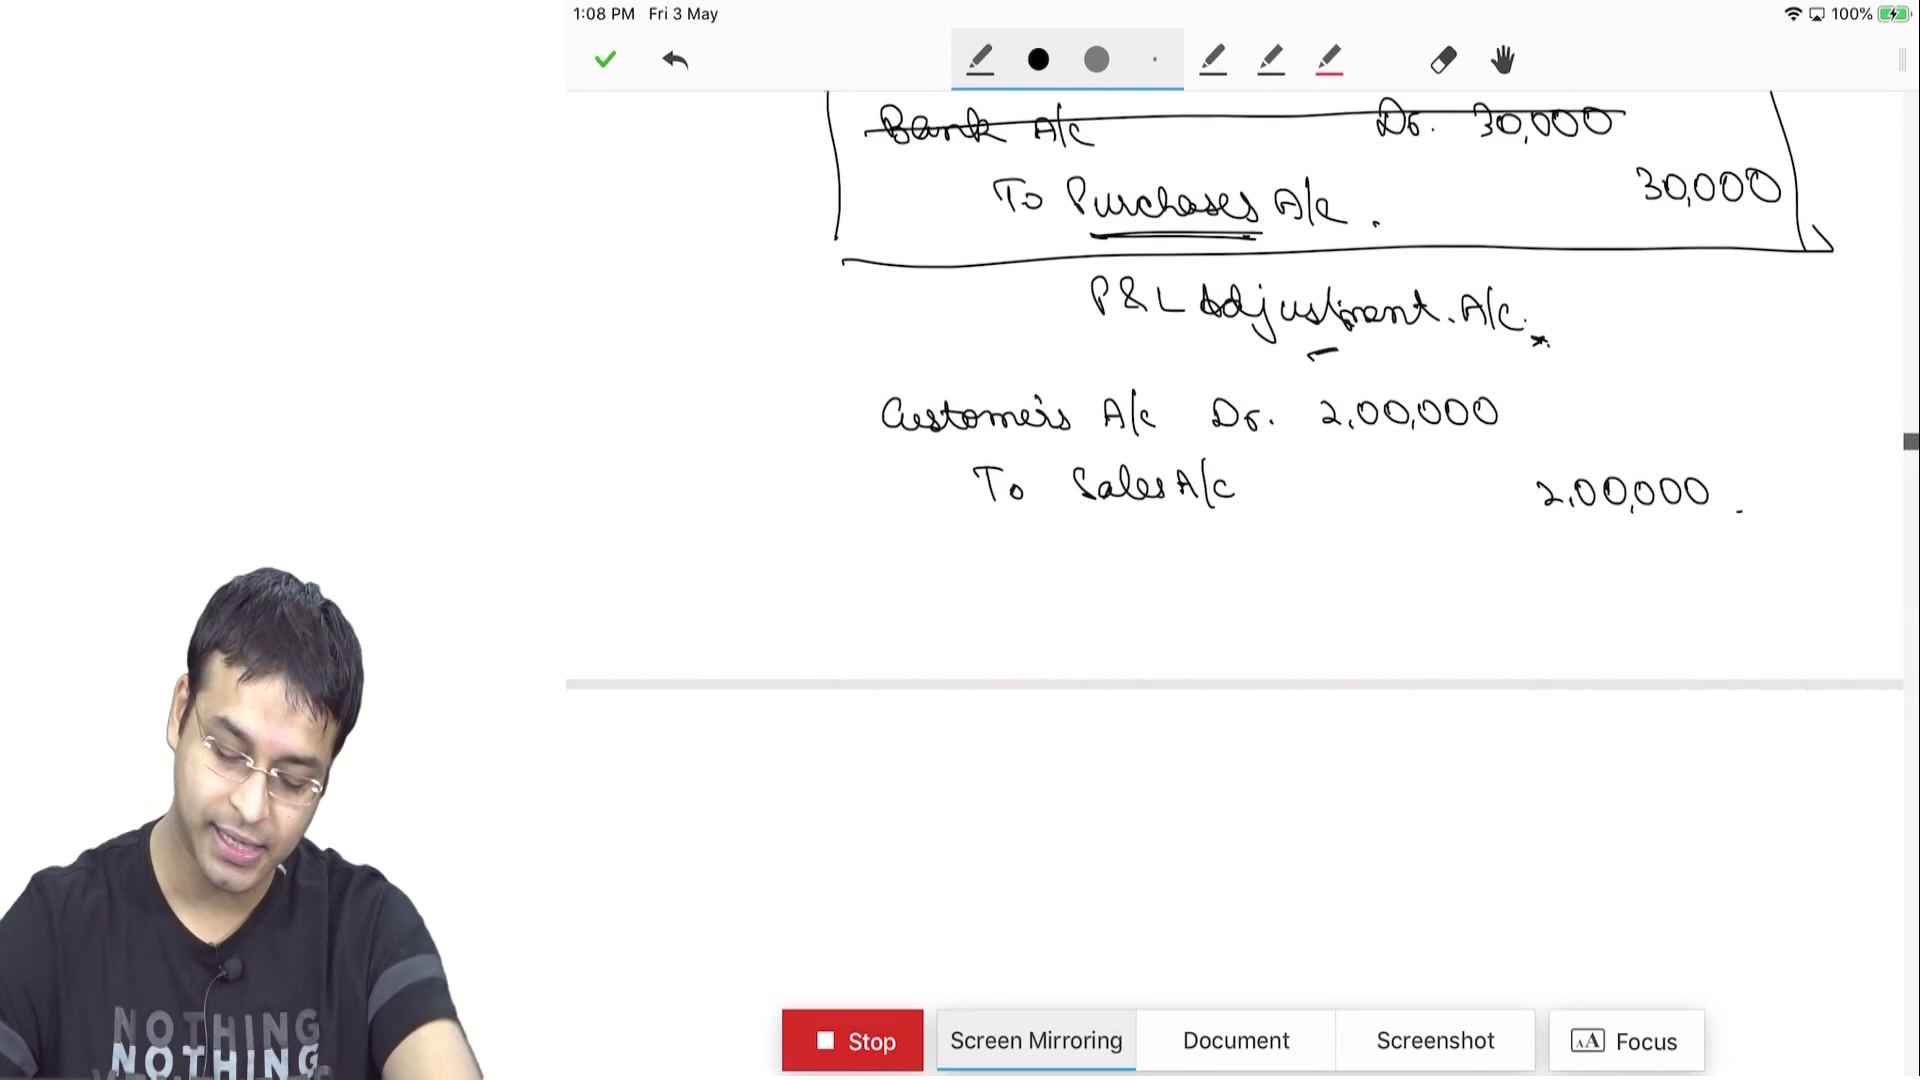 1:08 PM Fri 3 May 100%
Bank A/c Dr. 30,000
To Purchases A/c. 30,000
P&L Adjustment. A/c.
Customer's A/c Dr. 2,00,000
To Sales A/c 2,00,000
NOTHING
NOTHING
Stop
Screen Mirroring
Document
Screenshot
AA Focus